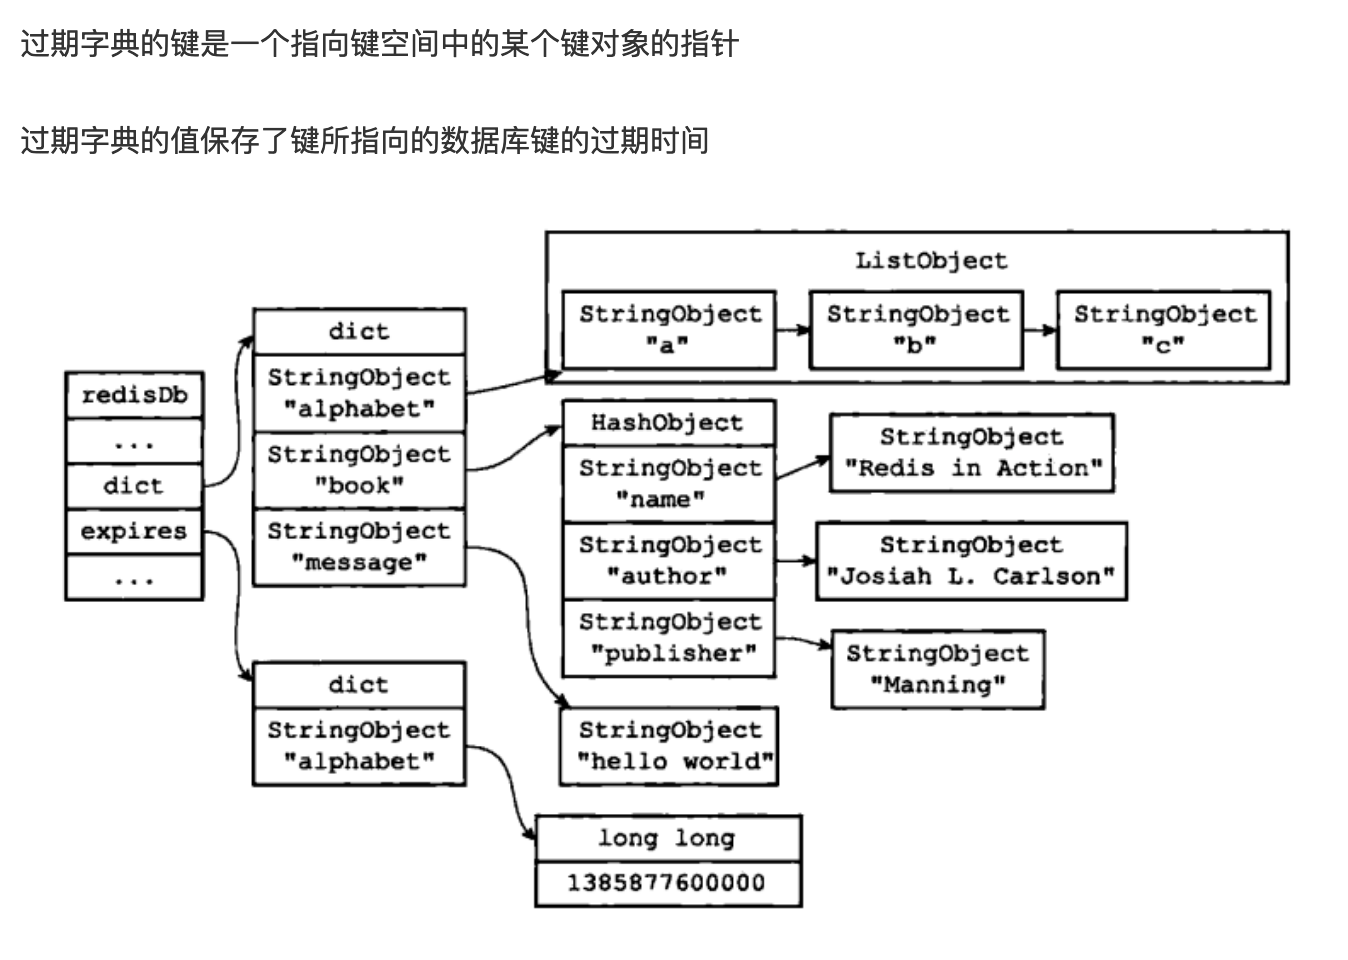 过期字典的键是一个指向键空间中的某个键对象的指针
过期字典的值保存了键所指向的数据库键的过期时间
redisDb
...
dict
expires
...
dict
StringObject
"alphabet"
StringObject
"book"
StringObject
"message"
ListObject
StringObject
"a"
StringObject
"b"
StringObject
"c"
HashObject
StringObject
"name"
StringObject
"author"
StringObject
"publisher"
StringObject
"Redis in Action"
StringObject
"Josiah L. Carlson"
StringObject
"Manning"
StringObject
"hello world"
dict
StringObject
"alphabet"
long long
1385877600000